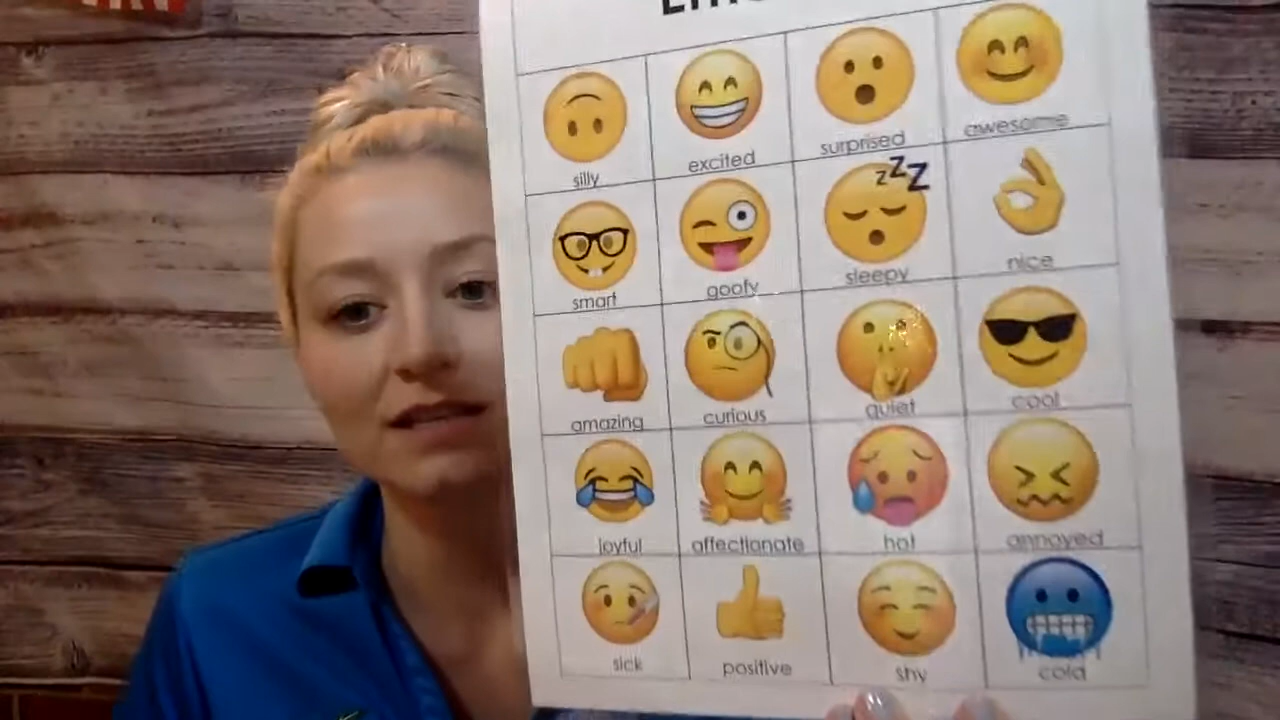 silly excited surprised awesome
smart goofy sleepy nice
amazing curious quiet cool
joyful affectionate hot annoyed
sick positive shy cold